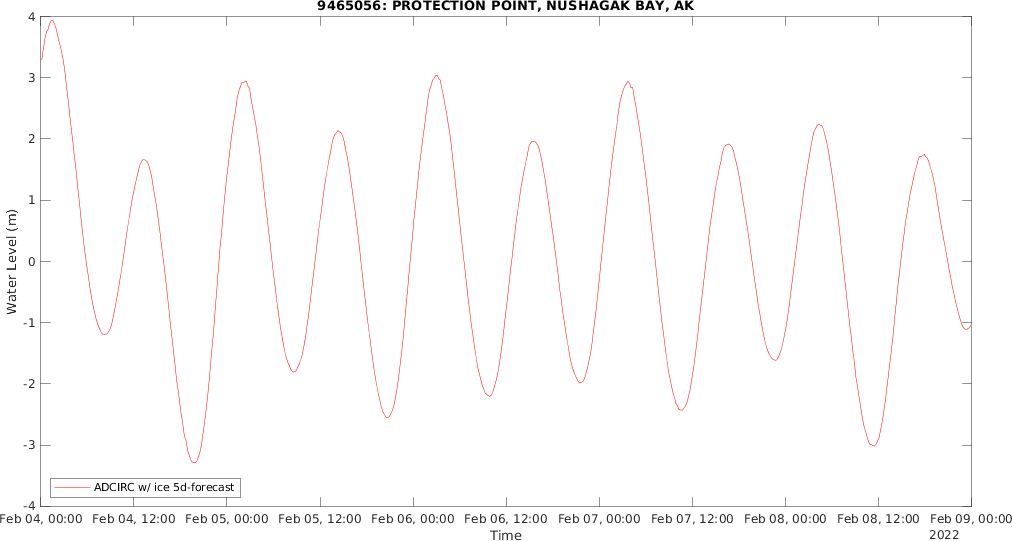 9465056: PROTECTION POINT, NUSHAGAK BAY, AK
4
3
2
1
0
-1
-2
-3
-4
Water Level (m)
ADCIRC w/ ice 5d-forecast
Feb 04, 00:00 Feb 04, 12:00 Feb 05, 00:00 Feb 05, 12:00 Feb 06, 00:00 Feb 06, 12:00 Feb 07, 00:00 Feb 07, 12:00 Feb 08, 00:00 Feb 08, 12:00 Feb 09, 00:00
Time
2022